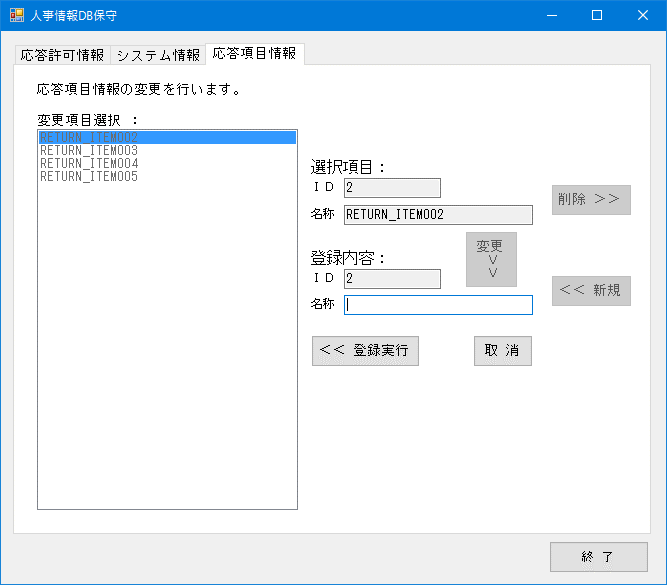 人事情報DB保守
応答許可情報 システム情報 応答項目情報
応答項目情報の変更を行います。
変更項目選択 ：
RETURN_ITEM002
RETURN_ITEM003
RETURN_ITEM004
RETURN_ITEM005
選択項目：
ＩＤ 2
名称 RETURN_ITEM002
削除 ＞＞
変更
＞
＞
登録内容：
ＩＤ 2
名称
＜＜ 新規
＜＜ 登録実行
取 消
終 了